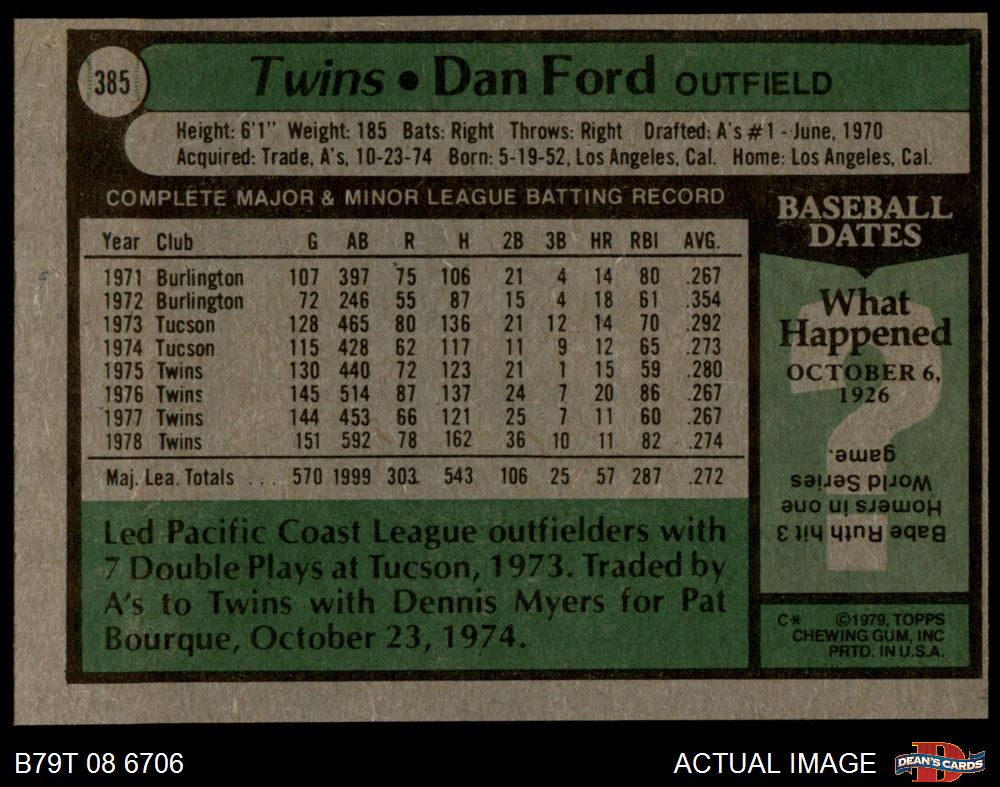 385
Twins • Dan Ford OUTFIELD
Height: 6'1" Weight: 185 Bats: Right Throws: Right Drafted: A's #1 - June, 1970
Acquired: Trade, A's, 10-23-74 Born: 5-19-52, Los Angeles, Cal. Home: Los Angeles, Cal.
COMPLETE MAJOR & MINOR LEAGUE BATTING RECORD
Year Club G AB R H 2B 3B HR RBI AVG.
1971 Burlington 107 397 75 106 21 4 14 80 .267
1972 Burlington 72 246 55 87 15 4 18 61 .354
1973 Tucson 128 465 80 136 21 12 14 70 .292
1974 Tucson 115 428 62 117 11 9 12 65 .273
1975 Twins 130 440 72 123 21 1 15 59 .280
1976 Twins 145 514 87 137 24 7 20 86 .267
1977 Twins 144 453 66 121 25 7 11 60 .267
1978 Twins 151 592 78 162 36 10 11 82 .274
Maj. Lea. Totals ... 570 1999 303 543 106 25 57 287 .272
Led Pacific Coast League outfielders with
7 Double Plays at Tucson, 1973. Traded by
A's to Twins with Dennis Myers for Pat
Bourque, October 23, 1974.
BASEBALL
DATES
What
Happened
OCTOBER 6,
1926
?
Babe Ruth hit 3
Homers in one
World Series
game.
C* ©1979, TOPPS
CHEWING GUM, INC
PRTD. IN U.S.A.
B79T 08 6706
ACTUAL IMAGE
DEAN'S CARDS